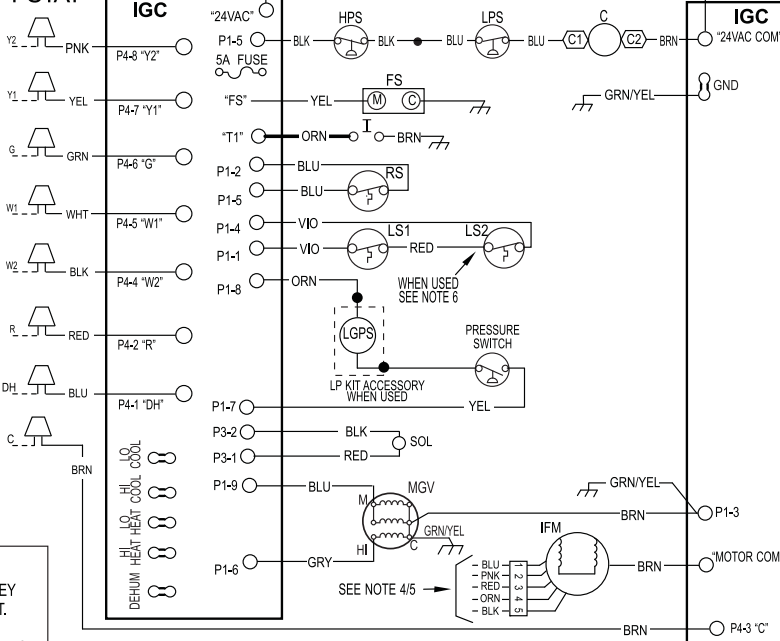 IGC
"24VAC"
HPS
LPS
C
IGC
Y2
PNK
P4-8 "Y2"
P1-5
BLK
BLK
BLU
BLU
C1
C2
BRN
"24VAC COM"
5A FUSE
FS
GND
Y1
YEL
P4-7 "Y1"
"FS"
YEL
M
C
GRN/YEL
I
"T1"
ORN
BRN
G
GRN
P4-6 "G"
P1-2
BLU
RS
P1-5
BLU
W1
WHT
P4-5 "W1"
P1-4
VIO
LS1
LS2
P1-1
VIO
RED
W2
BLK
P4-4 "W2"
P1-8
ORN
WHEN USED
SEE NOTE 6
R
RED
P4-2 "R"
LGPS
PRESSURE
SWITCH
DH
BLU
P4-1 "DH"
LP KIT ACCESSORY
WHEN USED
P1-7
YEL
C
BRN
P3-2
BLK
SOL
P3-1
RED
LO
COOL
HI
COOL
P1-9
BLU
MGV
M
GRN/YEL
LO
HEAT
BRN
P1-3
GRN/YEL
HI
HEAT
HI
C
IFM
P1-6
GRY
DEHUM
SEE NOTE 4/5
BLU 1
PNK 2
RED 3
ORN 4
BLK 5
BRN
"MOTOR COM
EY
T.
BRN
P4-3 "C"